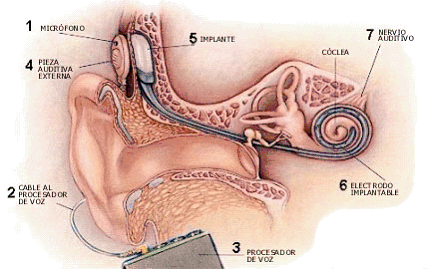 1 MICRÓFONO
4 PIEZA
AUDITIVA
EXTERNA
5 IMPLANTE
7 NERVIO
AUDITIVO
CÓCLEA
2 CABLE AL
PROCESADOR
DE VOZ
3 PROCESADOR
DE VOZ
6 ELECTRODO
IMPLANTABLE